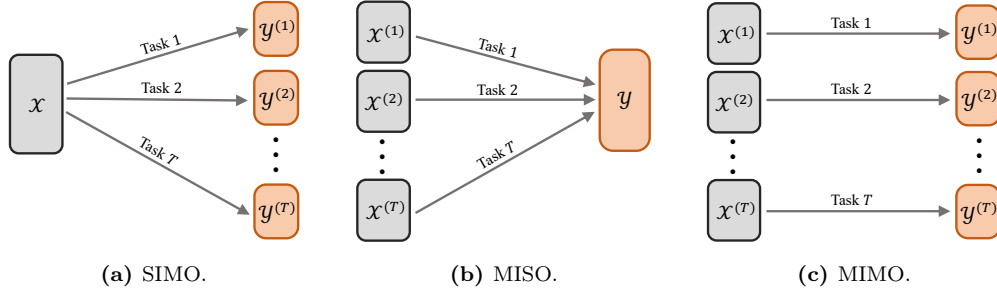 𝒳
Task 1
Task 2
Task T
𝒴⁽¹⁾
𝒴⁽²⁾
𝒴⁽ᵀ⁾
(a) SIMO.
𝒳⁽¹⁾
𝒳⁽²⁾
𝒳⁽ᵀ⁾
Task 1
Task 2
Task T
𝒴
(b) MISO.
𝒳⁽¹⁾
Task 1
𝒴⁽¹⁾
𝒳⁽²⁾
Task 2
𝒴⁽²⁾
𝒳⁽ᵀ⁾
Task T
𝒴⁽ᵀ⁾
(c) MIMO.